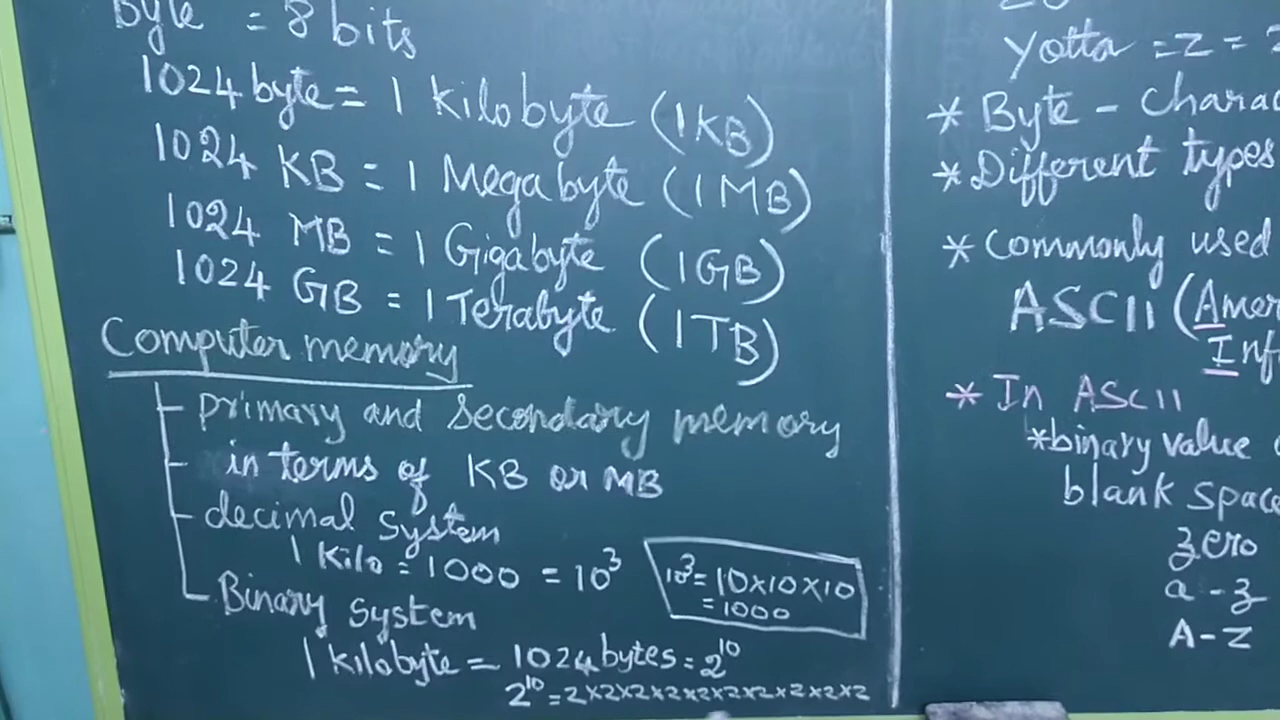 Byte = 8 bits
1024 byte = 1 kilobyte (1KB)
1024 KB = 1 Megabyte (1MB)
1024 MB = 1 Gigabyte (1GB)
1024 GB = 1 Terabyte (1TB)
Computer memory
primary and secondary memory
in terms of KB or MB
decimal system
1 kilo = 1000 = 10³
10³ = 10×10×10
= 1000
Binary system
1 kilobyte = 1024 bytes = 2¹⁰
2¹⁰ = 2×2×2×2×2×2×2×2×2×2
Yotta = Z =
* Byte - Charac
* Different types
* Commonly used
ASCII (Amer
Inf
* In ASCII
*binary value
blank space
zero
a - z
A - Z